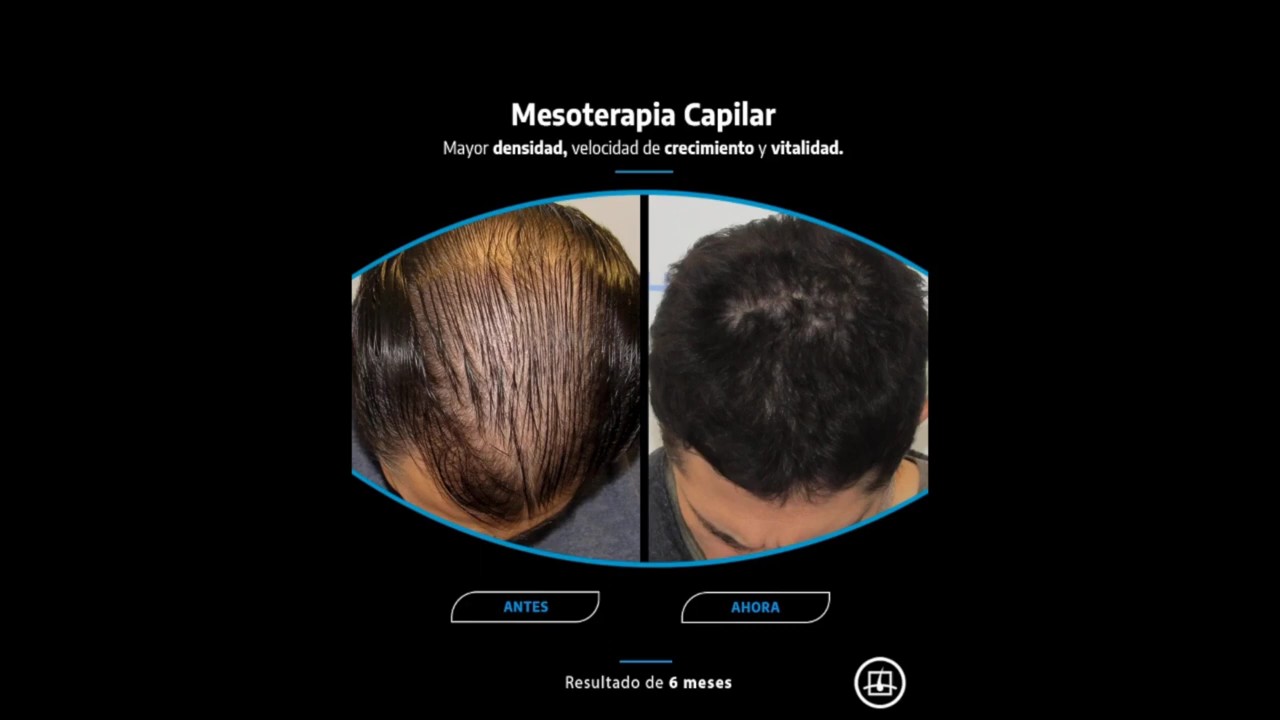 Mesoterapia Capilar
Mayor densidad, velocidad de crecimiento y vitalidad.
ANTES
AHORA
Resultado de 6 meses